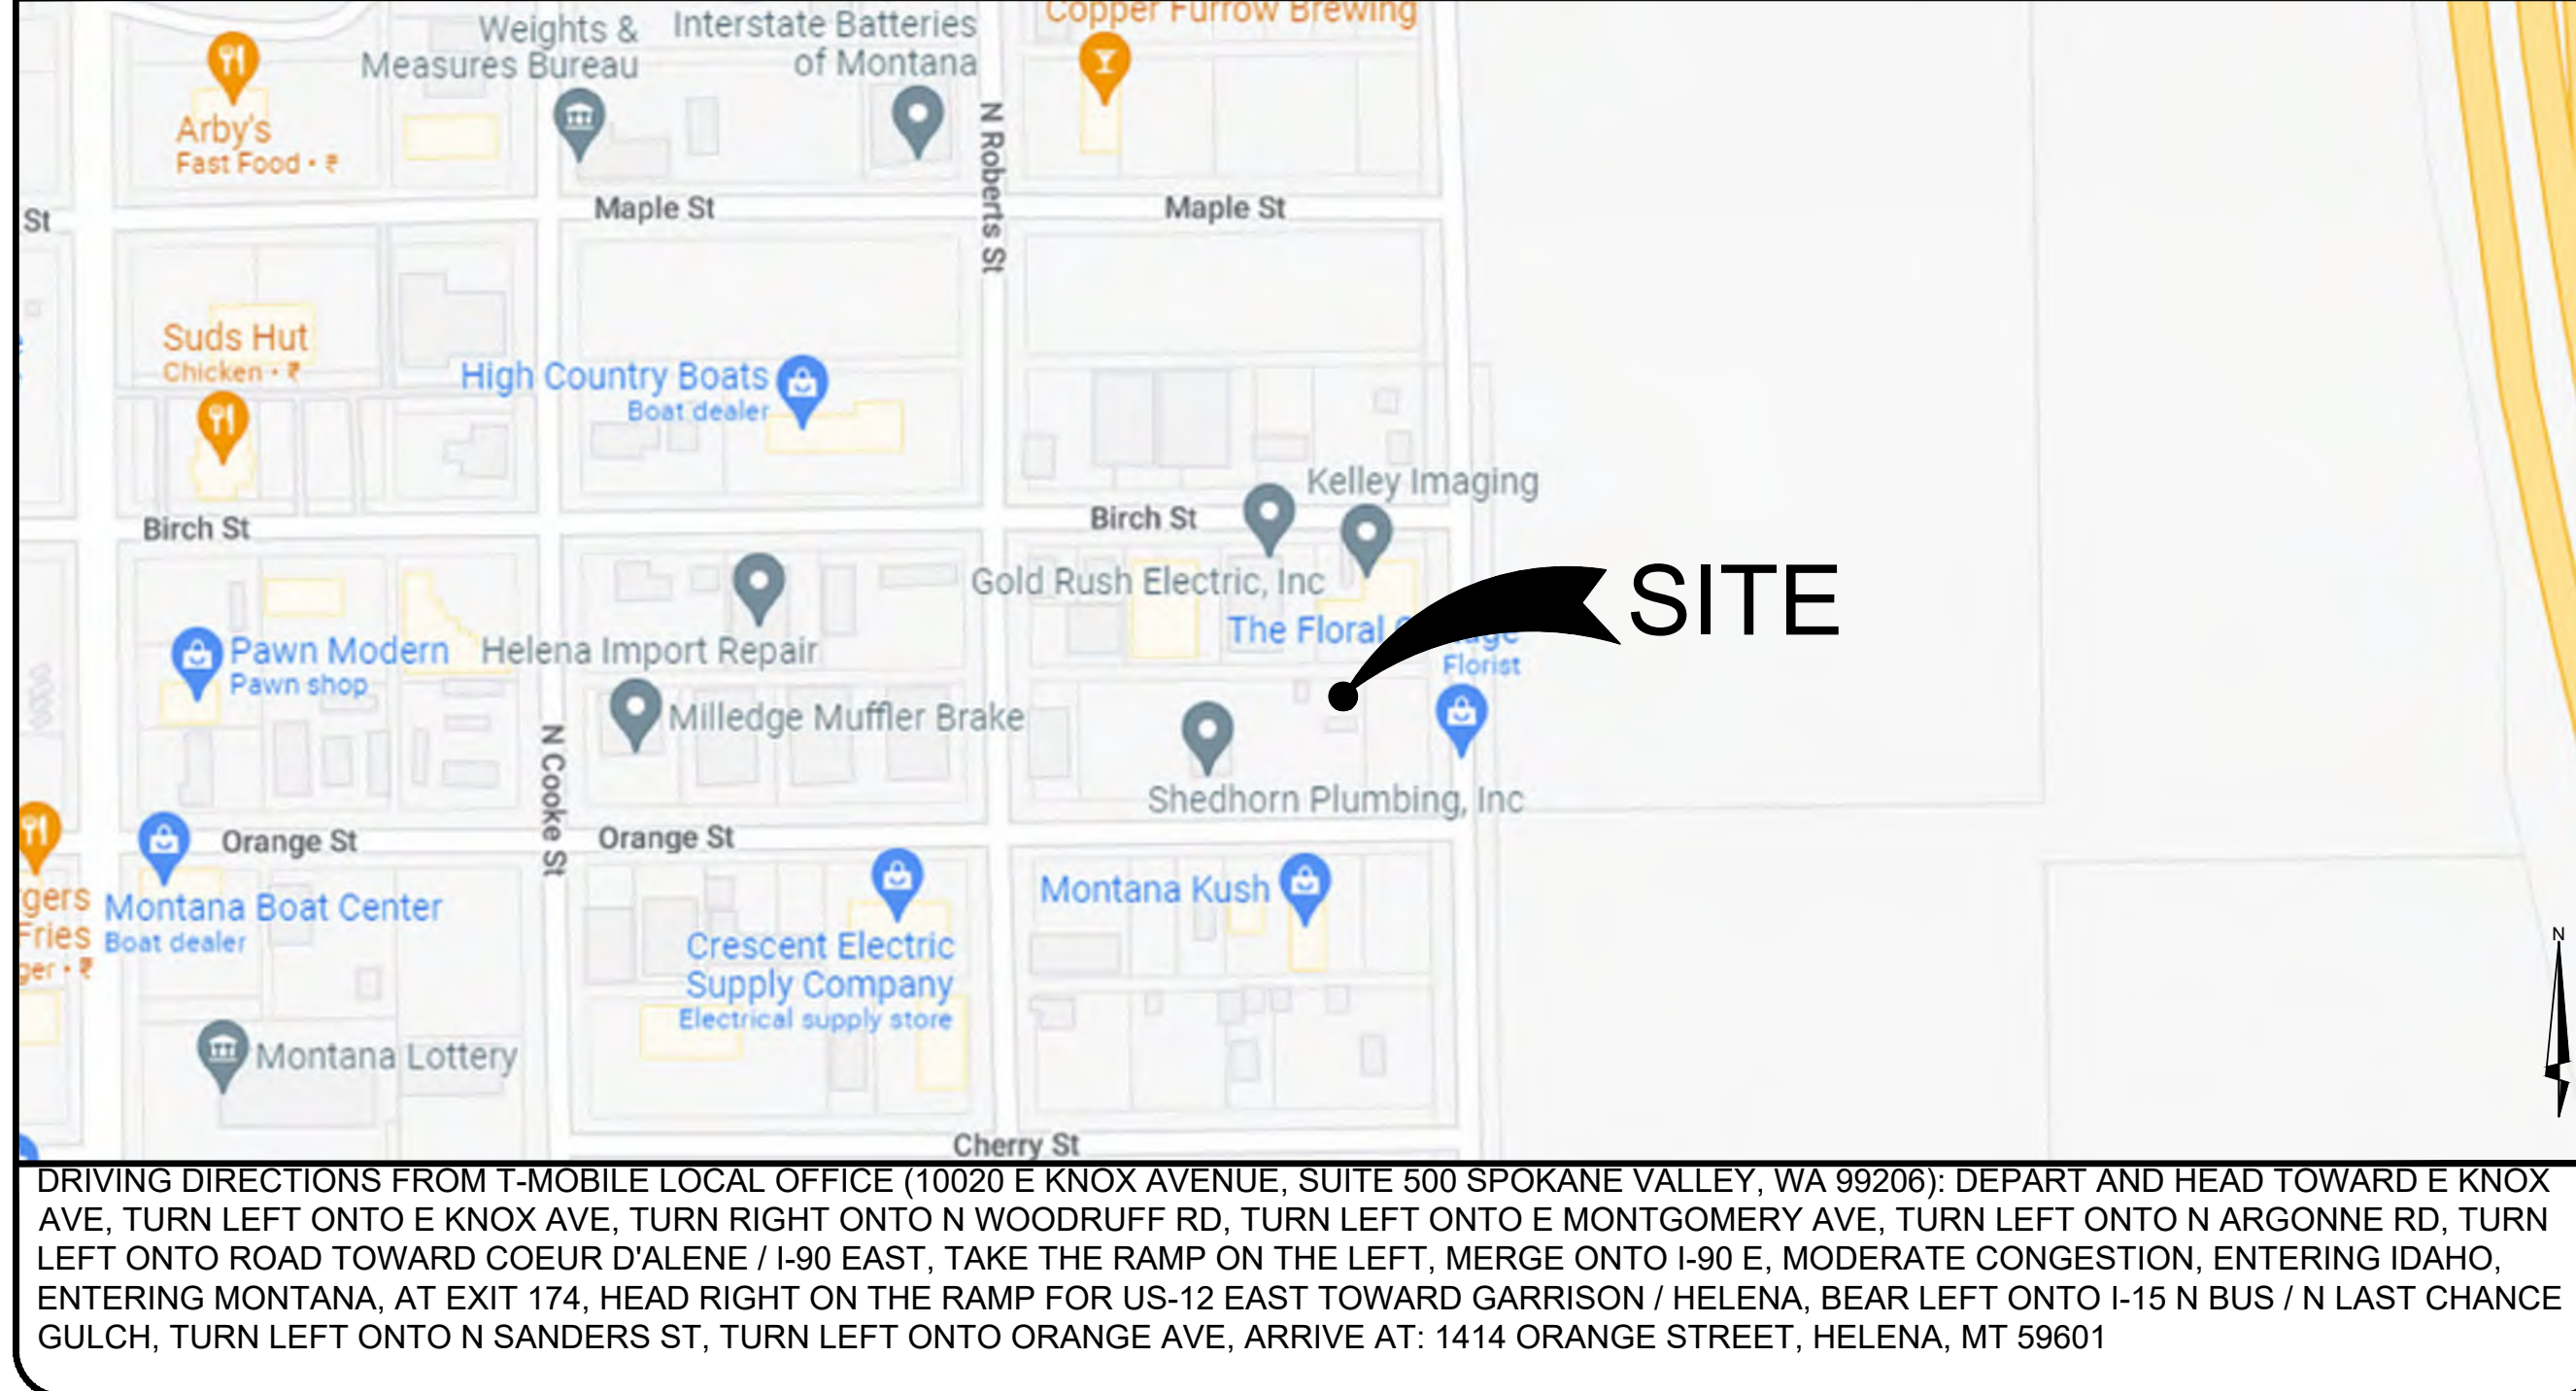 Copper Furrow Brewing
Weights &
Measures Bureau
Interstate Batteries
of Montana
Arby's
Fast Food • ₹
N Roberts St
St
Maple St
Maple St
Suds Hut
Chicken • ₹
High Country Boats
Boat dealer
Kelley Imaging
Birch St
Birch St
Gold Rush Electric, Inc
SITE
The Floral
Florist
Pawn Modern
Pawn shop
Helena Import Repair
Milledge Muffler Brake
N Cooke St
Shedhorn Plumbing, Inc
Orange St
Orange St
gers
Fries
ger • ₹
Montana Boat Center
Boat dealer
Montana Kush
Crescent Electric
Supply Company
Electrical supply store
N
Montana Lottery
Cherry St
DRIVING DIRECTIONS FROM T-MOBILE LOCAL OFFICE (10020 E KNOX AVENUE, SUITE 500 SPOKANE VALLEY, WA 99206): DEPART AND HEAD TOWARD E KNOX
AVE, TURN LEFT ONTO E KNOX AVE, TURN RIGHT ONTO N WOODRUFF RD, TURN LEFT ONTO E MONTGOMERY AVE, TURN LEFT ONTO N ARGONNE RD, TURN
LEFT ONTO ROAD TOWARD COEUR D'ALENE / I-90 EAST, TAKE THE RAMP ON THE LEFT, MERGE ONTO I-90 E, MODERATE CONGESTION, ENTERING IDAHO,
ENTERING MONTANA, AT EXIT 174, HEAD RIGHT ON THE RAMP FOR US-12 EAST TOWARD GARRISON / HELENA, BEAR LEFT ONTO I-15 N BUS / N LAST CHANCE
GULCH, TURN LEFT ONTO N SANDERS ST, TURN LEFT ONTO ORANGE AVE, ARRIVE AT: 1414 ORANGE STREET, HELENA, MT 59601